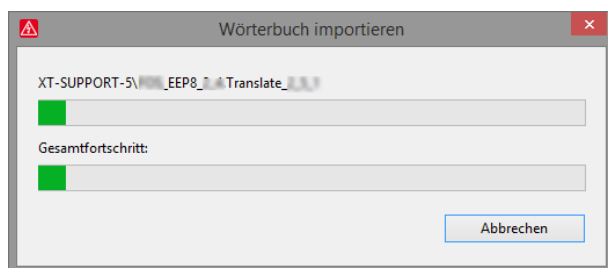 Wörterbuch importieren
XT-SUPPORT-5\ _EEP8_ Translate_
Gesamtfortschritt:
Abbrechen